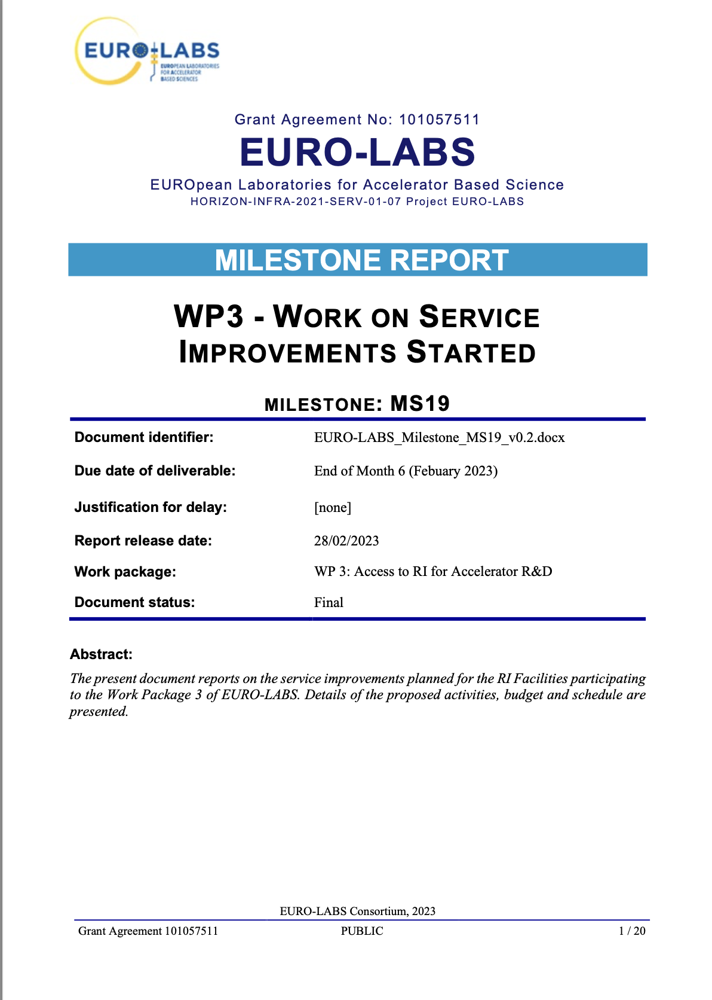 EURO LABS
EUROPEAN LABORATORIES
FOR ACCELERATOR
BASED SCIENCES
Grant Agreement No: 101057511
EURO-LABS
EUROpean Laboratories for Accelerator Based Science
HORIZON-INFRA-2021-SERV-01-07 Project EURO-LABS
MILESTONE REPORT
WP3 - WORK ON SERVICE
IMPROVEMENTS STARTED
MILESTONE: MS19
Document identifier: EURO-LABS_Milestone_MS19_v0.2.docx
Due date of deliverable: End of Month 6 (Febuary 2023)
Justification for delay: [none]
Report release date: 28/02/2023
Work package: WP 3: Access to RI for Accelerator R&D
Document status: Final
Abstract:
The present document reports on the service improvements planned for the RI Facilities participating
to the Work Package 3 of EURO-LABS. Details of the proposed activities, budget and schedule are
presented.
EURO-LABS Consortium, 2023
Grant Agreement 101057511 PUBLIC 1 / 20